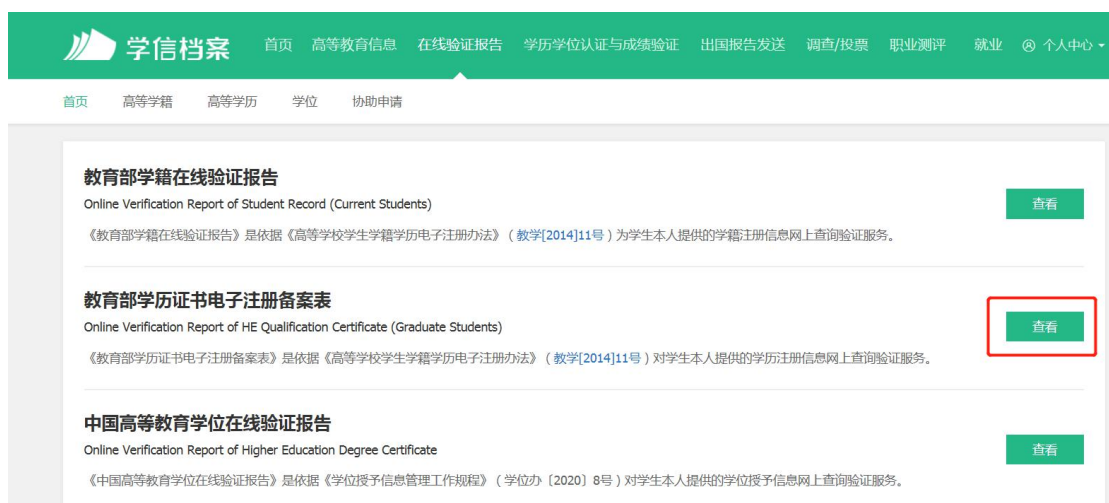 学信档案 首页 高等教育信息 在线验证报告 学历学位认证与成绩验证 出国报告发送 调查/投票 职业测评 就业 个人中心
首页 高等学籍 高等学历 学位 协助申请
教育部学籍在线验证报告
Online Verification Report of Student Record (Current Students)
查看
《教育部学籍在线验证报告》是依据《高等学校学生学籍学历电子注册办法》(教学[2014]11号)为学生本人提供的学籍注册信息网上查询验证服务。
教育部学历证书电子注册备案表
Online Verification Report of HE Qualification Certificate (Graduate Students)
查看
《教育部学历证书电子注册备案表》是依据《高等学校学生学籍学历电子注册办法》(教学[2014]11号)对学生本人提供的学历注册信息网上查询验证服务。
中国高等教育学位在线验证报告
Online Verification Report of Higher Education Degree Certificate
查看
《中国高等教育学位在线验证报告》是依据《学位授予信息管理工作规程》(学位办〔2020〕8号)对学生本人提供的学位授予信息网上查询验证服务。